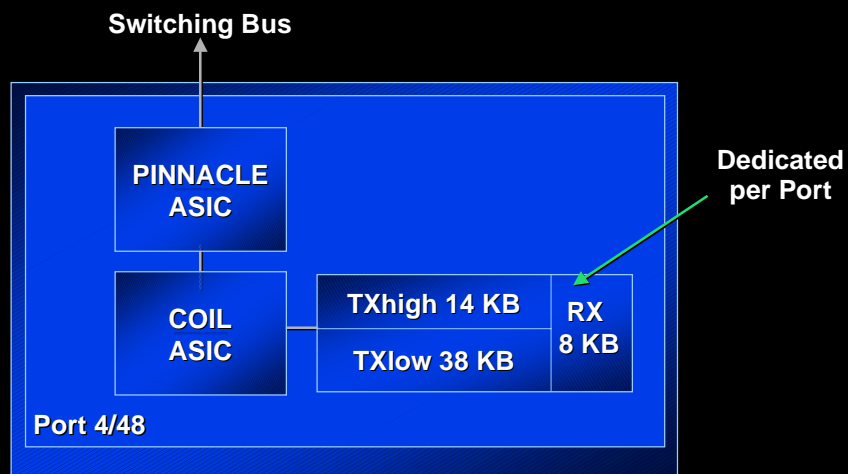 Switching Bus
PINNACLE
ASIC
Dedicated
per Port
COIL
ASIC
TXhigh 14 KB
TXlow 38 KB
RX
8 KB
Port 4/48